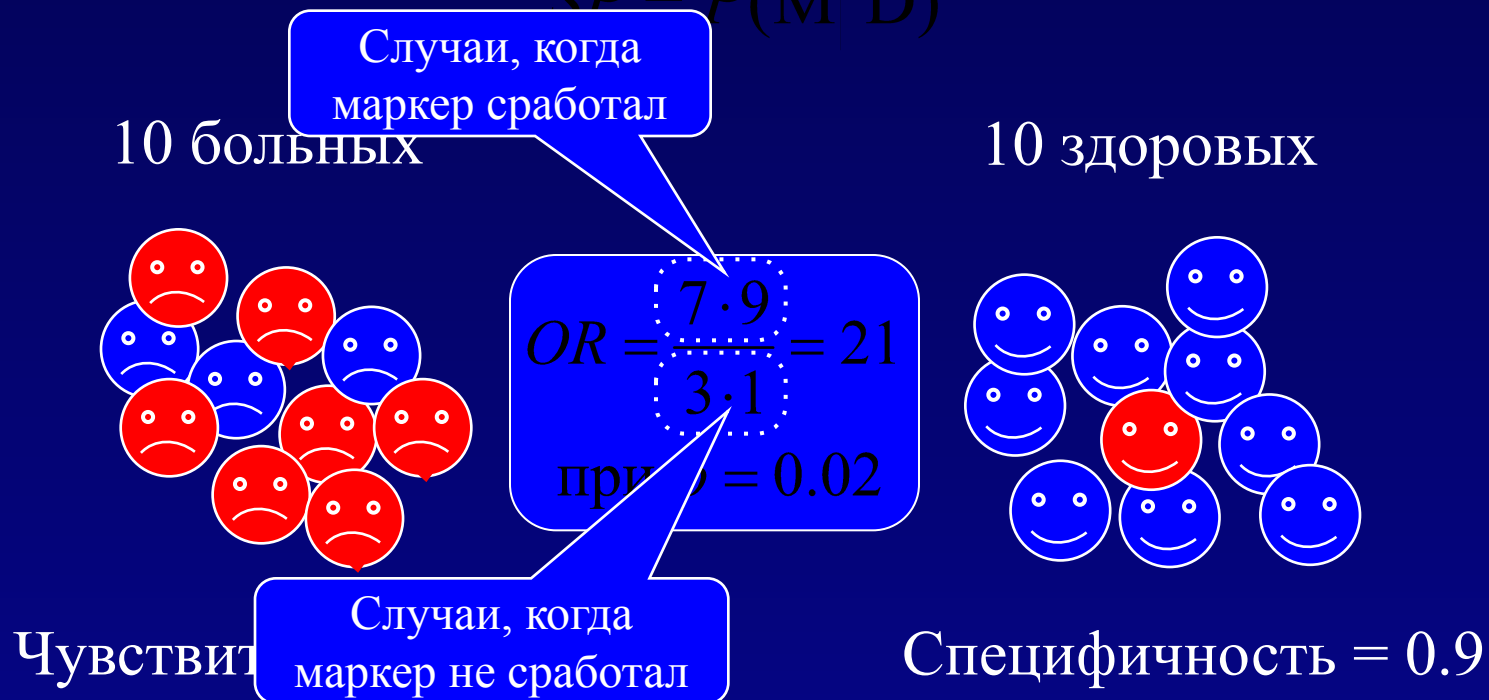 P(M| D)
Случаи, когда
маркер сработал
10 больных
10 здоровых
OR = 7·9 / 3·1 = 21
при = 0.02
Случаи, когда
маркер не сработал
Специфичность = 0.9